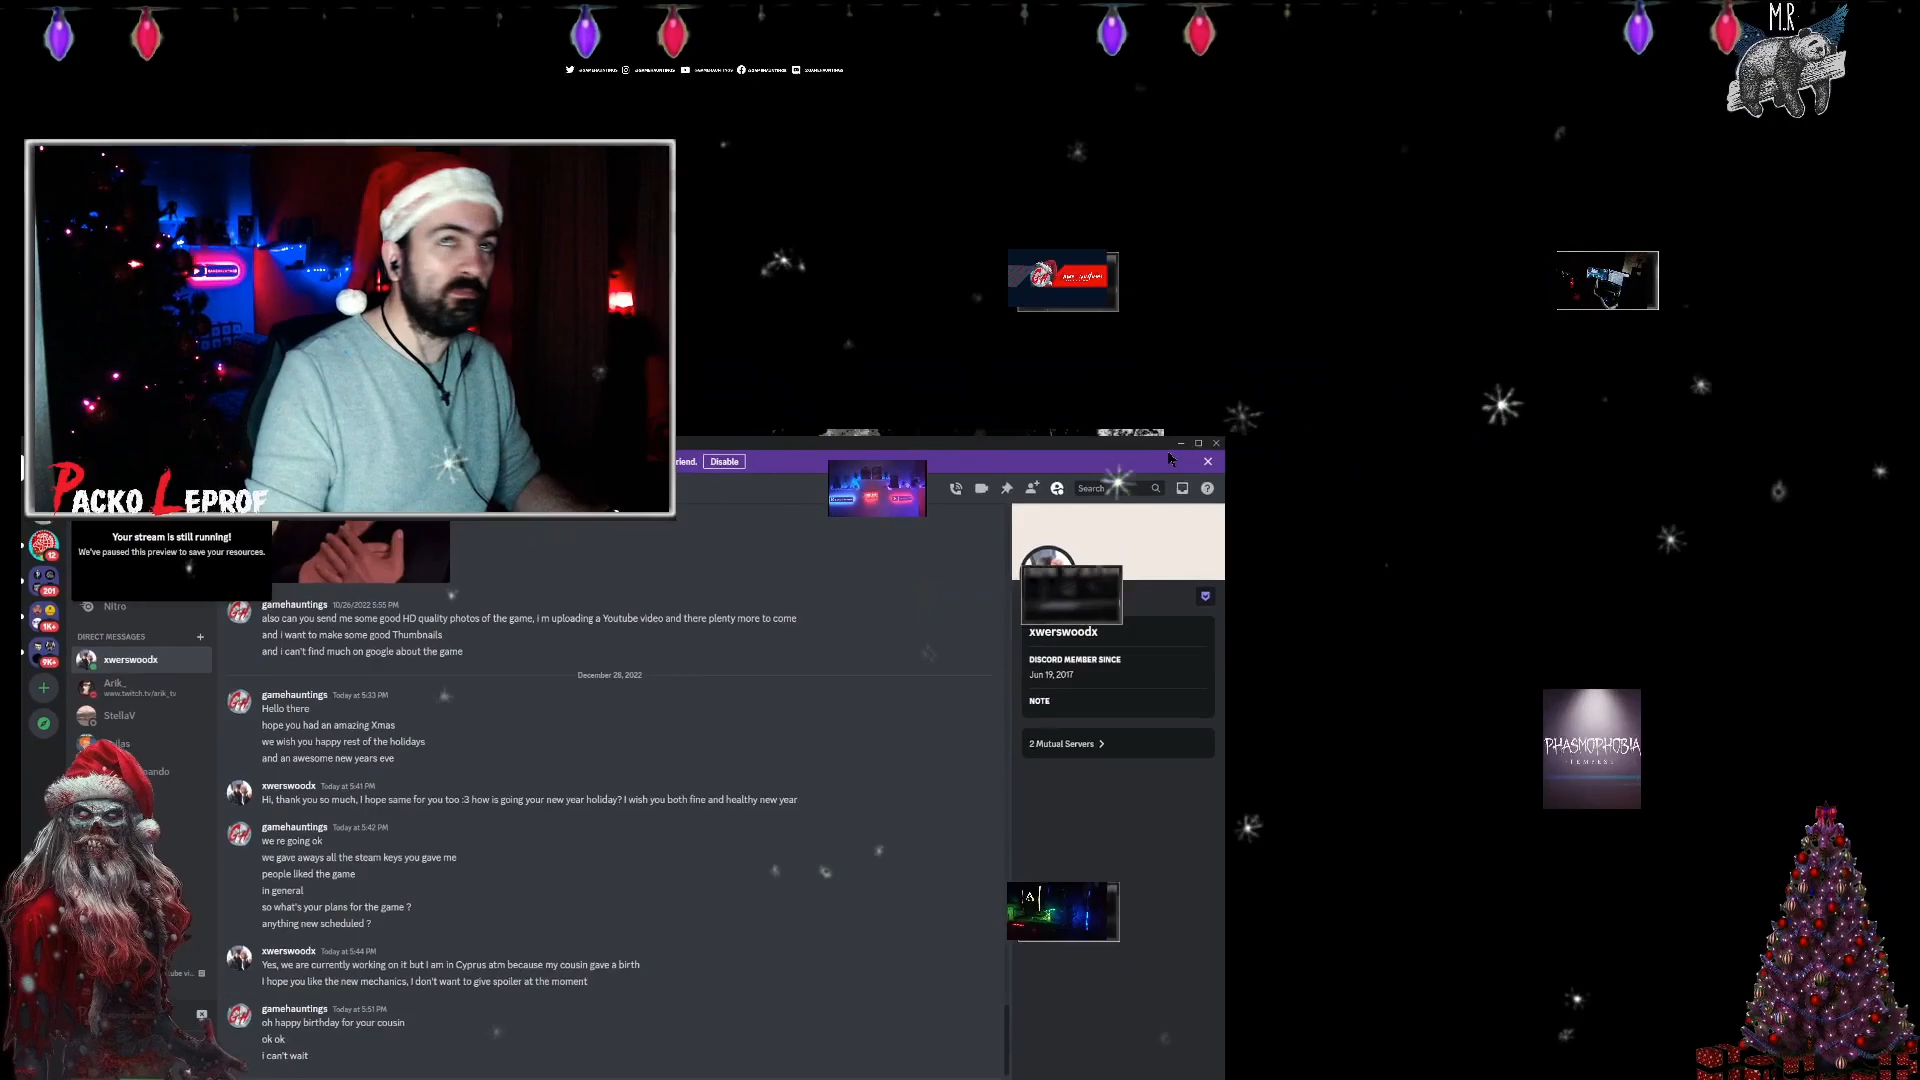 M.R
riend. Disable
Search
PACKO LEPROF
Your stream is still running!
We've paused this preview to save your resources.
12
201
1K+
9K+
Nitro
DIRECT MESSAGES +
xwerswoodx
Arik_
www.twitch.tv/arik_tv
StellaV
gamehauntings 10/26/2022 5:55 PM
also can you send me some good HD quality photos of the game, i m uploading a Youtube video and there plenty more to come
and i want to make some good Thumbnails
and i can't find much on google about the game
December 28, 2022
gamehauntings Today at 5:33 PM
Hello there
hope you had an amazing Xmas
we wish you happy rest of the holidays
and an awesome new years eve
xwerswoodx Today at 5:41 PM
Hi, thank you so much, I hope same for you too :3 how is going your new year holiday? I wish you both fine and healthy new year
gamehauntings Today at 5:42 PM
we re going ok
we gave aways all the steam keys you gave me
people liked the game
in general
so what's your plans for the game ?
anything new scheduled ?
xwerswoodx Today at 5:44 PM
Yes, we are currently working on it but I am in Cyprus atm because my cousin gave a birth
I hope you like the new mechanics, I don't want to give spoiler at the moment
gamehauntings Today at 5:51 PM
oh happy birthday for your cousin
ok ok
i can't wait
xwerswoodx
DISCORD MEMBER SINCE
Jun 19, 2017
NOTE
2 Mutual Servers
PHASMOPHOBIA